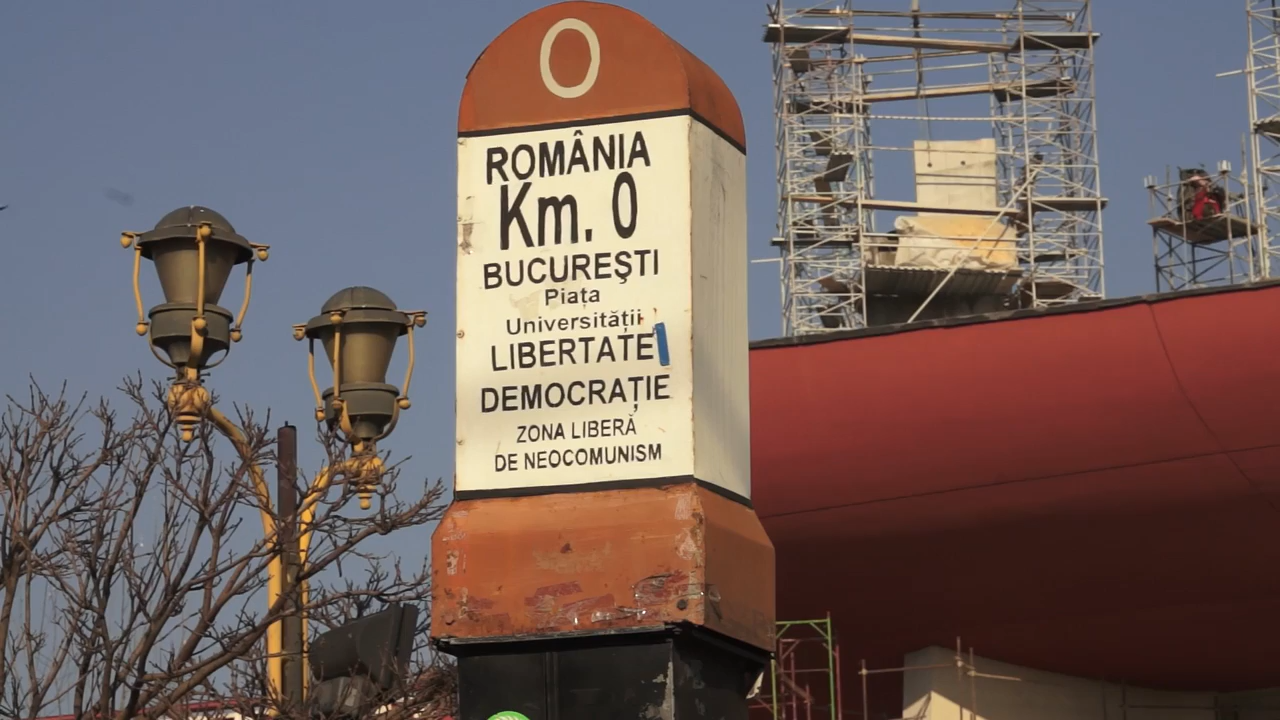 0
ROMÂNIA
Km. 0
BUCUREŞTI
Piața
Universității
LIBERTATE
DEMOCRAȚIE
ZONA LIBERĂ
DE NEOCOMUNISM